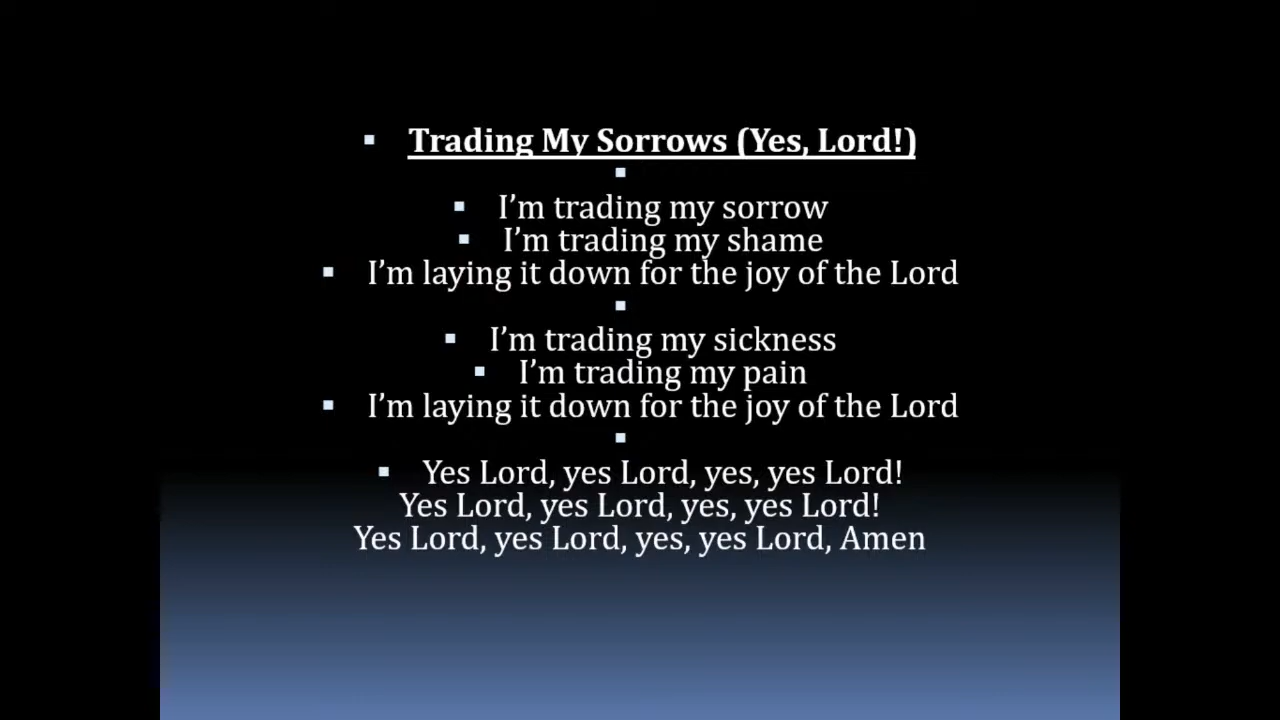 Trading My Sorrows (Yes, Lord!)
I’m trading my sorrow
I’m trading my shame
I’m laying it down for the joy of the Lord
I’m trading my sickness
I’m trading my pain
I’m laying it down for the joy of the Lord
Yes Lord, yes Lord, yes, yes Lord!
Yes Lord, yes Lord, yes, yes Lord!
Yes Lord, yes Lord, yes, yes Lord, Amen